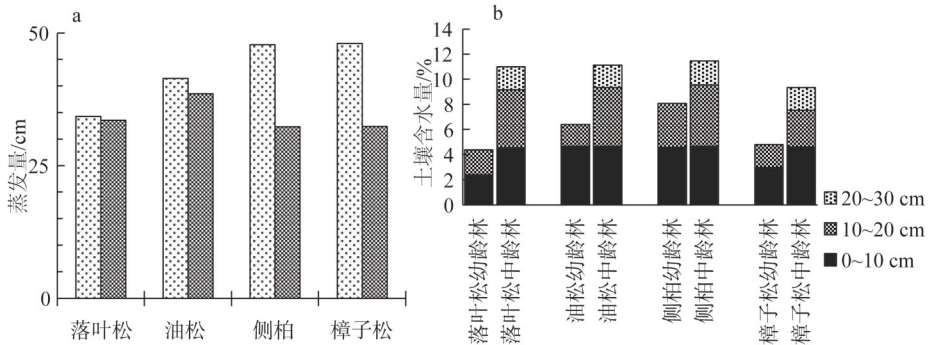 a
50
25
0
蒸发量/cm
落叶松 油松 侧柏 樟子松
b
14
12
10
8
6
4
2
0
土壤含水量/%
落叶松幼龄林
落叶松中龄林
油松幼龄林
油松中龄林
侧柏幼龄林
侧柏中龄林
樟子松幼龄林
樟子松中龄林
20~30 cm
10~20 cm
0~10 cm